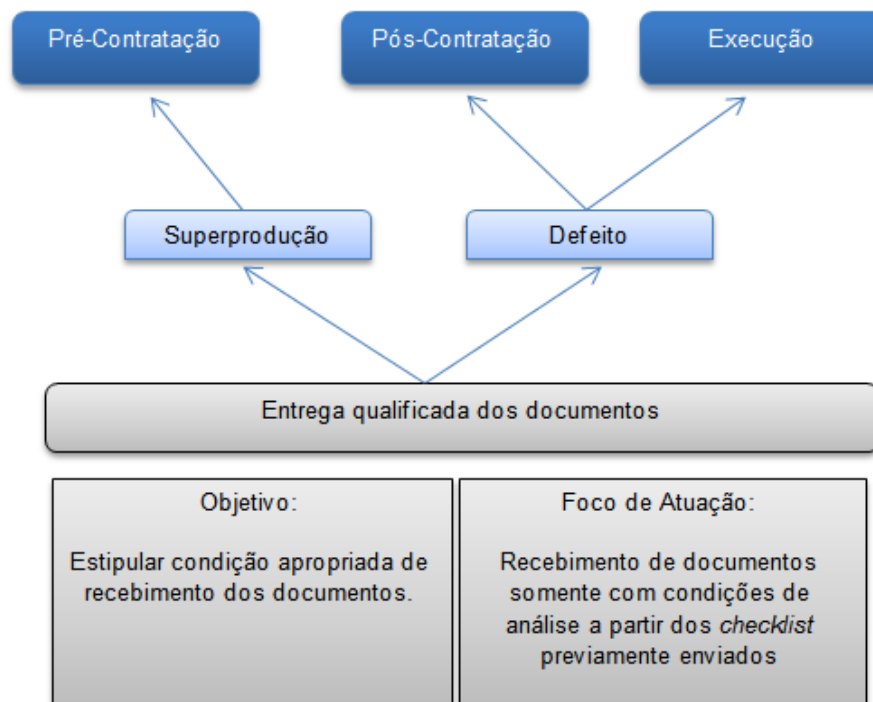 Pré-Contratação
Pós-Contratação
Execução
Superprodução
Defeito
Entrega qualificada dos documentos
Objetivo:
Estipular condição apropriada de
recebimento dos documentos.
Foco de Atuação:
Recebimento de documentos
somente com condições de
análise a partir dos checklist
previamente enviados